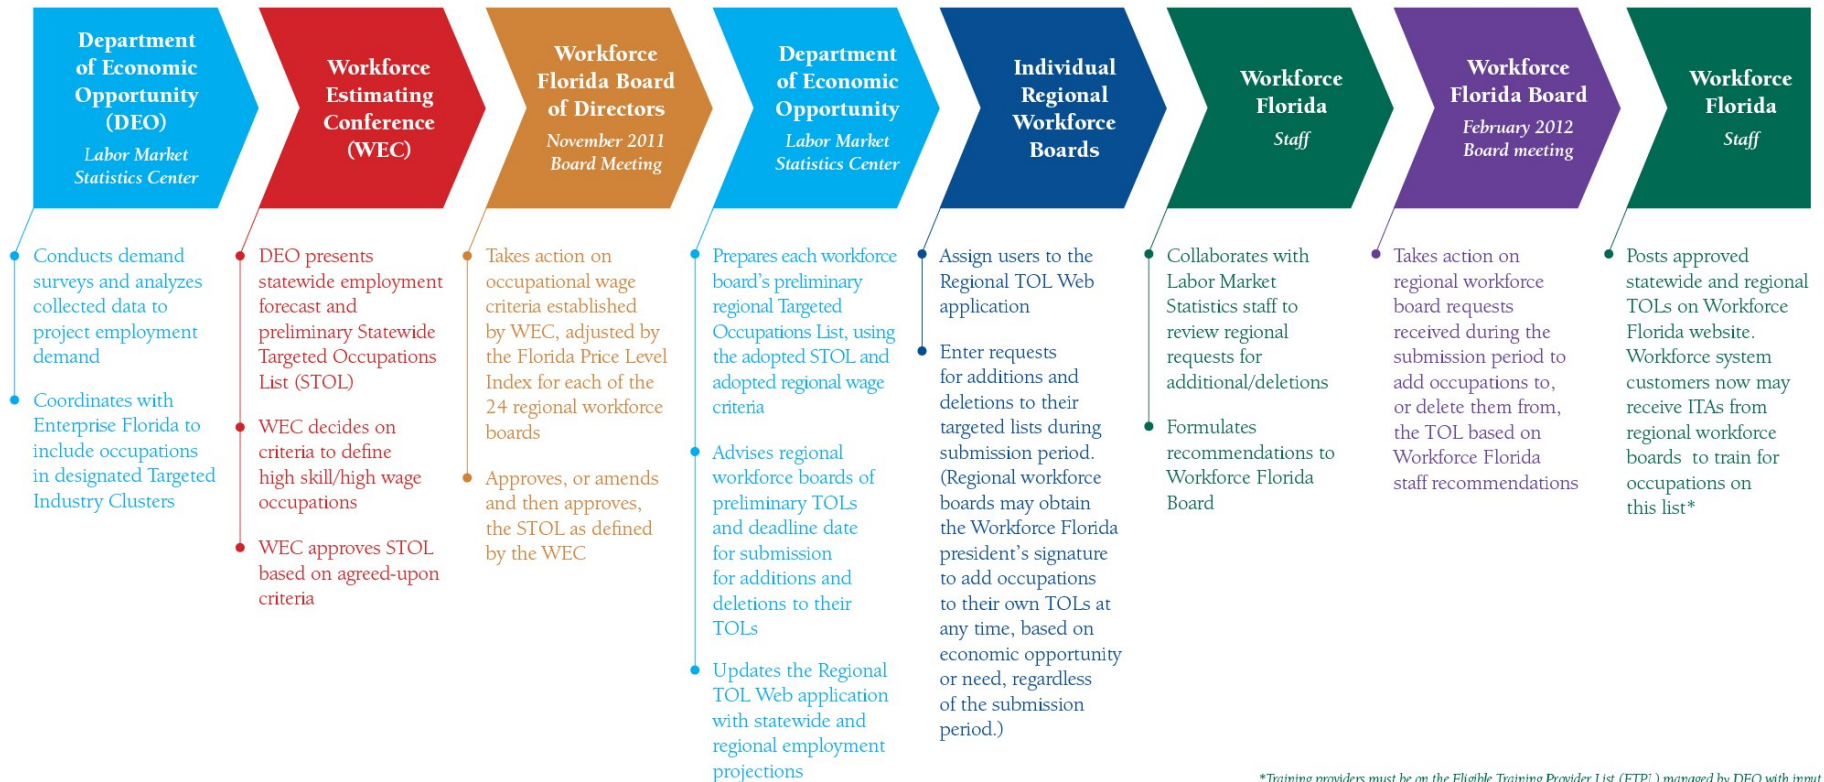 Department
of Economic
Opportunity
(DEO)
Labor Market
Statistics Center
Workforce
Estimating
Conference
(WEC)
Workforce
Florida Board
of Directors
November 2011
Board Meeting
Department
of Economic
Opportunity
Labor Market
Statistics Center
Individual
Regional
Workforce
Boards
Workforce
Florida
Staff
Workforce
Florida Board
February 2012
Board meeting
Workforce
Florida
Staff
Conducts demand
surveys and analyzes
collected data to
project employment
demand
Coordinates with
Enterprise Florida to
include occupations
in designated Targeted
Industry Clusters
DEO presents
statewide employment
forecast and
preliminary Statewide
Targeted Occupations
List (STOL)
WEC decides on
criteria to define
high skill/high wage
occupations
WEC approves STOL
based on agreed-upon
criteria
Takes action on
occupational wage
criteria established
by WEC, adjusted by
the Florida Price Level
Index for each of the
24 regional workforce
boards
Approves, or amends
and then approves,
the STOL as defined
by the WEC
Prepares each workforce
board's preliminary
regional Targeted
Occupations List, using
the adopted STOL and
adopted regional wage
criteria
Advises regional
workforce boards of
preliminary TOLs
and deadline date
for submission
for additions and
deletions to their
TOLs
Updates the Regional
TOL Web application
with statewide and
regional employment
projections
Assign users to the
Regional TOL Web
application
Enter requests
for additions and
deletions to their
targeted lists during
submission period.
(Regional workforce
boards may obtain
the Workforce Florida
president's signature
to add occupations
to their own TOLs at
any time, based on
economic opportunity
or need, regardless
of the submission
period.)
Collaborates with
Labor Market
Statistics staff to
review regional
requests for
additional/deletions
Formulates
recommendations to
Workforce Florida
Board
Takes action on
regional workforce
board requests
received during the
submission period to
add occupations to,
or delete them from,
the TOL based on
Workforce Florida
staff recommendations
Posts approved
statewide and regional
TOLs on Workforce
Florida website.
Workforce system
customers now may
receive ITAs from
regional workforce
boards to train for
occupations on
this list*
*Training providers must be on the Eligible Training Provider List (ETPL) managed by DEO with input